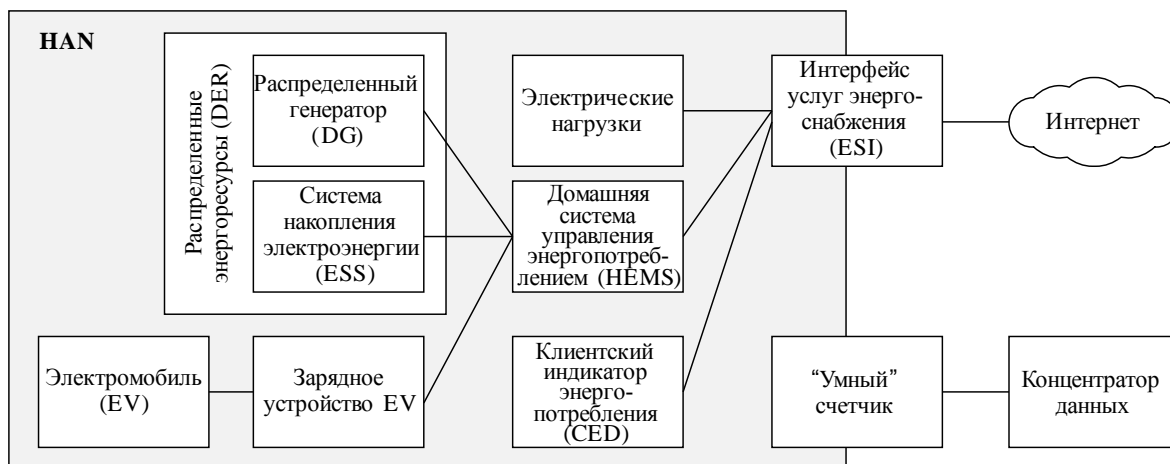 HAN
Распределенные
энергоресурсы (DER)
Распределенный
генератор
(DG)
Система
накопления
электроэнергии
(ESS)
Электрические
нагрузки
Домашняя
система
управления
энергопотреб-
лением (HEMS)
Интерфейс
услуг энерго-
снабжения
(ESI)
Интернет
Электромобиль
(EV)
Зарядное
устройство EV
Клиентский
индикатор
энерго-
потребления
(CED)
“Умный”
счетчик
Концентратор
данных